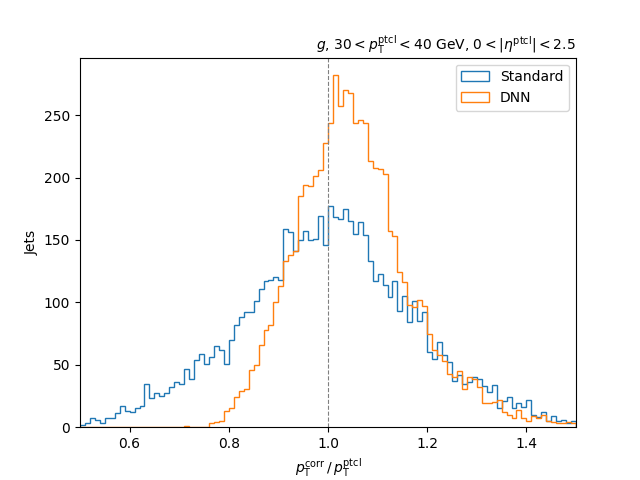 g, 30 < p_T^ptcl < 40 GeV, 0 < |η^ptcl| < 2.5
Standard
DNN
250
200
150
100
50
0
Jets
0.6 0.8 1.0 1.2 1.4
p_T^corr / p_T^ptcl